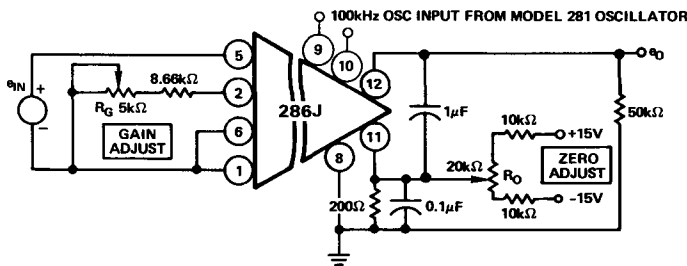 100kHz OSC INPUT FROM MODEL 281 OSCILLATOR
9
10
5
12
eO
eIN
+
8.66kΩ
2
RG 5kΩ
286J
1μF
50kΩ
10kΩ
+15V
GAIN
ADJUST
6
11
20kΩ
RO
ZERO
ADJUST
1
8
200Ω
0.1μF
10kΩ
-15V
–